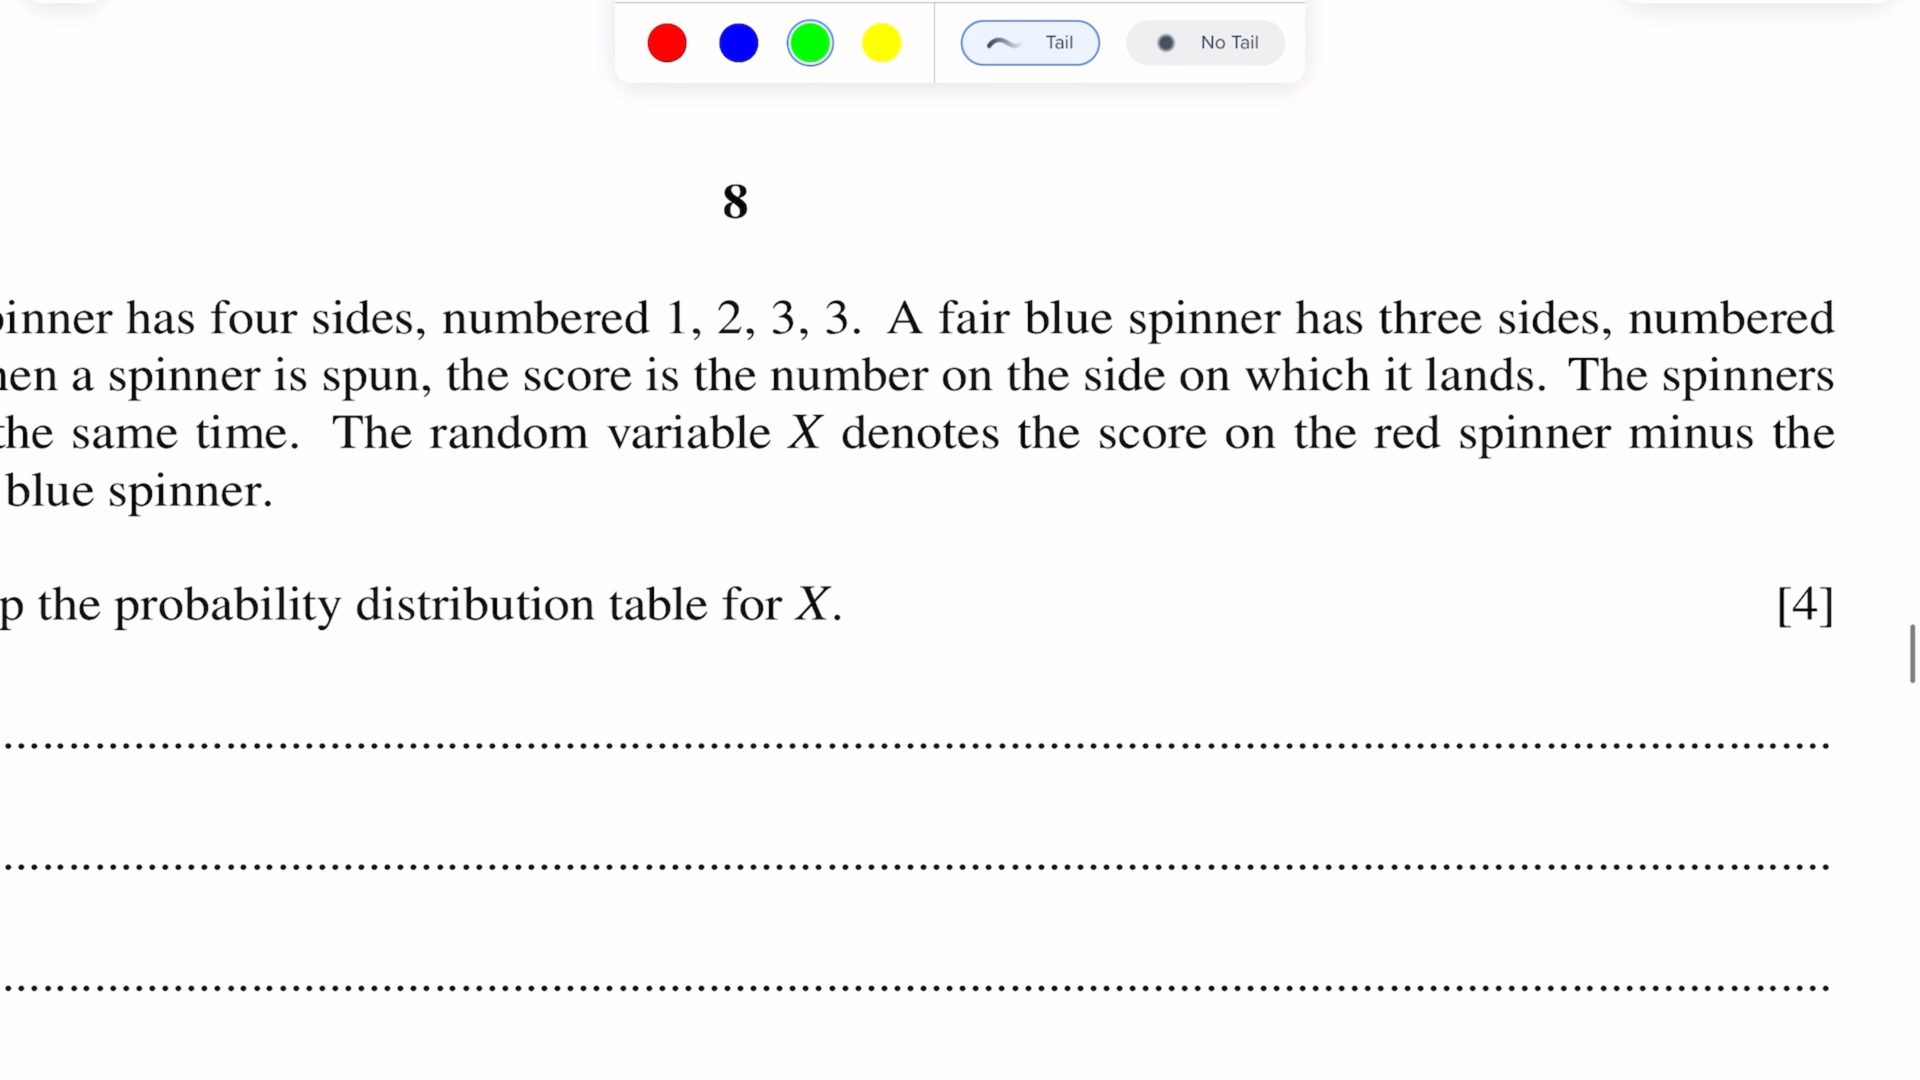 Tail
No Tail
8
has four sides, numbered 1, 2, 3, 3. A fair blue spinner has three sides, numbered
a spinner is spun, the score is the number on the side on which it lands. The spinners
same time. The random variable X denotes the score on the red spinner minus the
blue spinner.
the probability distribution table for X. [4]